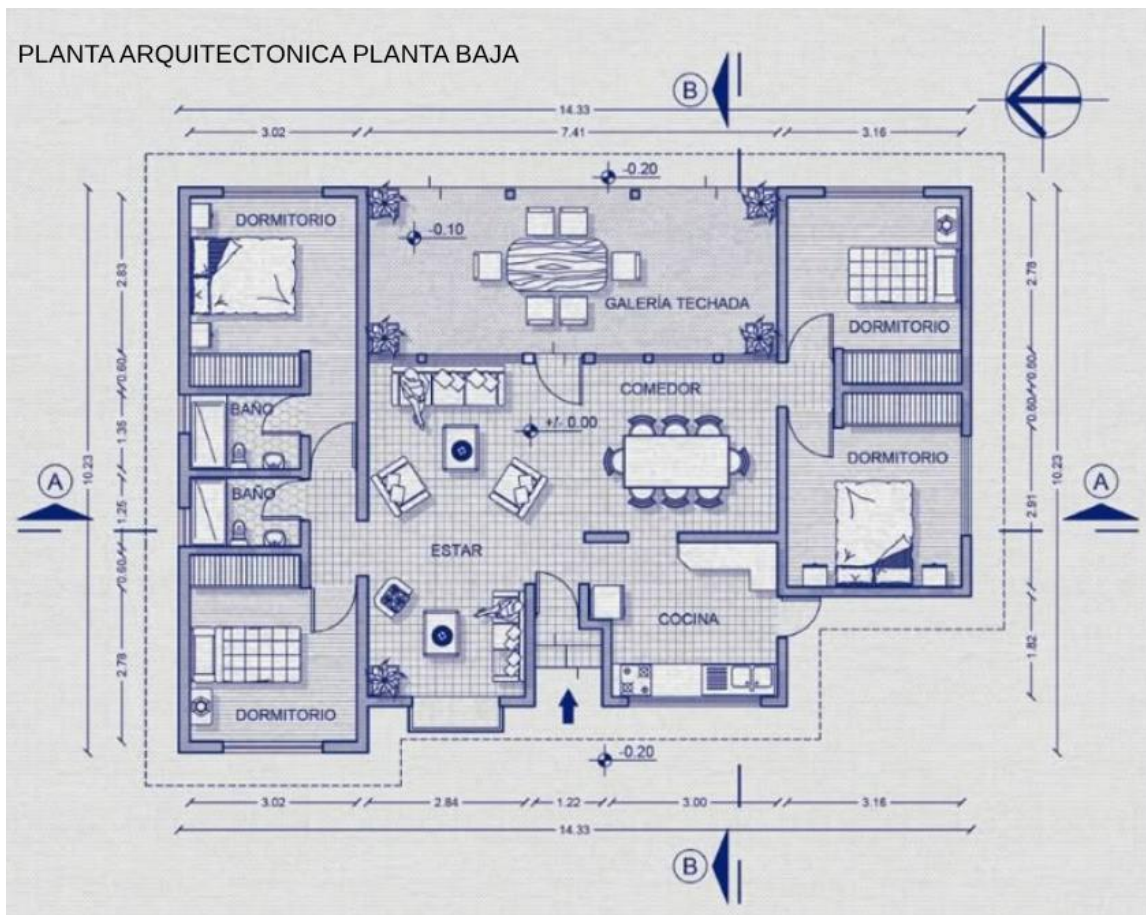 PLANTA ARQUITECTONICA PLANTA BAJA
B
14.33
3.02
7.41
3.16
-0.20
DORMITORIO
-0.10
GALERÍA TECHADA
DORMITORIO
2.83
2.78
0.60
0.60
COMEDOR
BAÑO
+/- 0.00
0.60
1.35
DORMITORIO
10.23
10.23
A
BAÑO
A
1.25
2.91
ESTAR
0.60
COCINA
1.82
2.78
DORMITORIO
-0.20
3.02
2.84
1.22
3.00
3.16
14.33
B